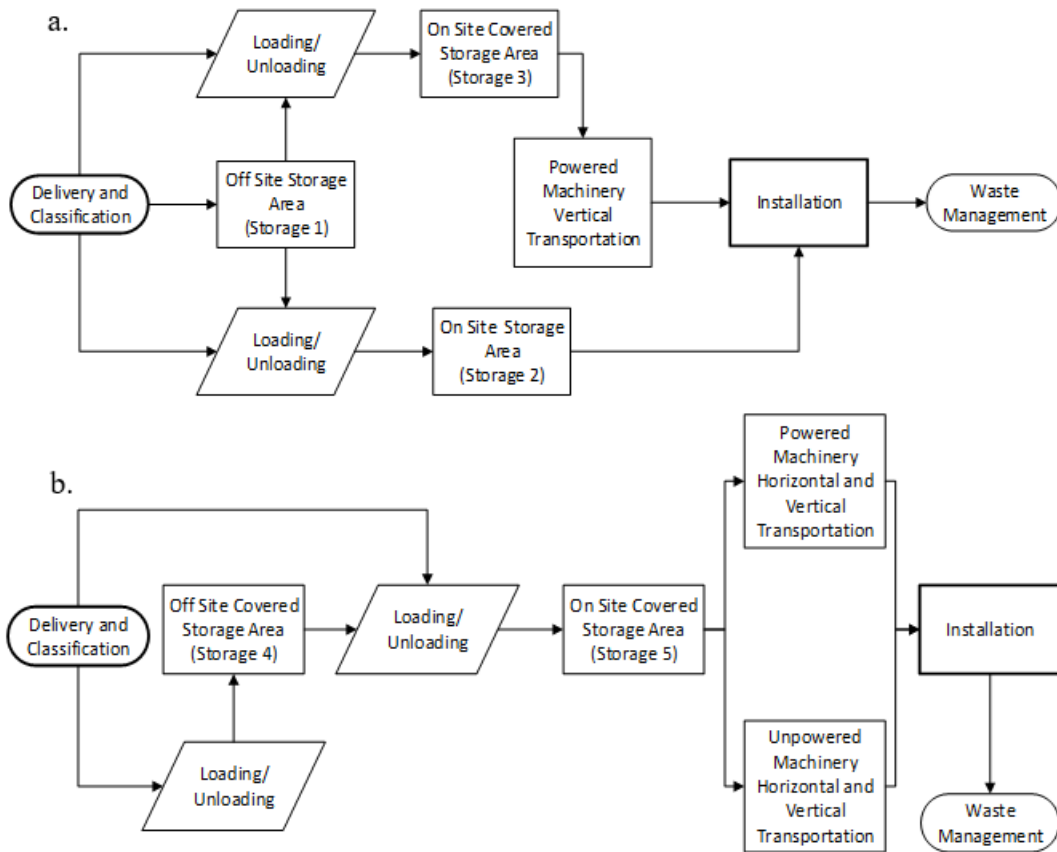 a.
Loading/
Unloading
On Site Covered
Storage Area
(Storage 3)
Delivery and
Classification
Off Site Storage
Area
(Storage 1)
Powered
Machinery
Vertical
Transportation
Installation
Waste
Management
Loading/
Unloading
On Site Storage
Area
(Storage 2)
b.
Powered
Machinery
Horizontal and
Vertical
Transportation
Delivery and
Classification
Off Site Covered
Storage Area
(Storage 4)
Loading/
Unloading
On Site Covered
Storage Area
(Storage 5)
Installation
Loading/
Unloading
Unpowered
Machinery
Horizontal and
Vertical
Transportation
Waste
Management